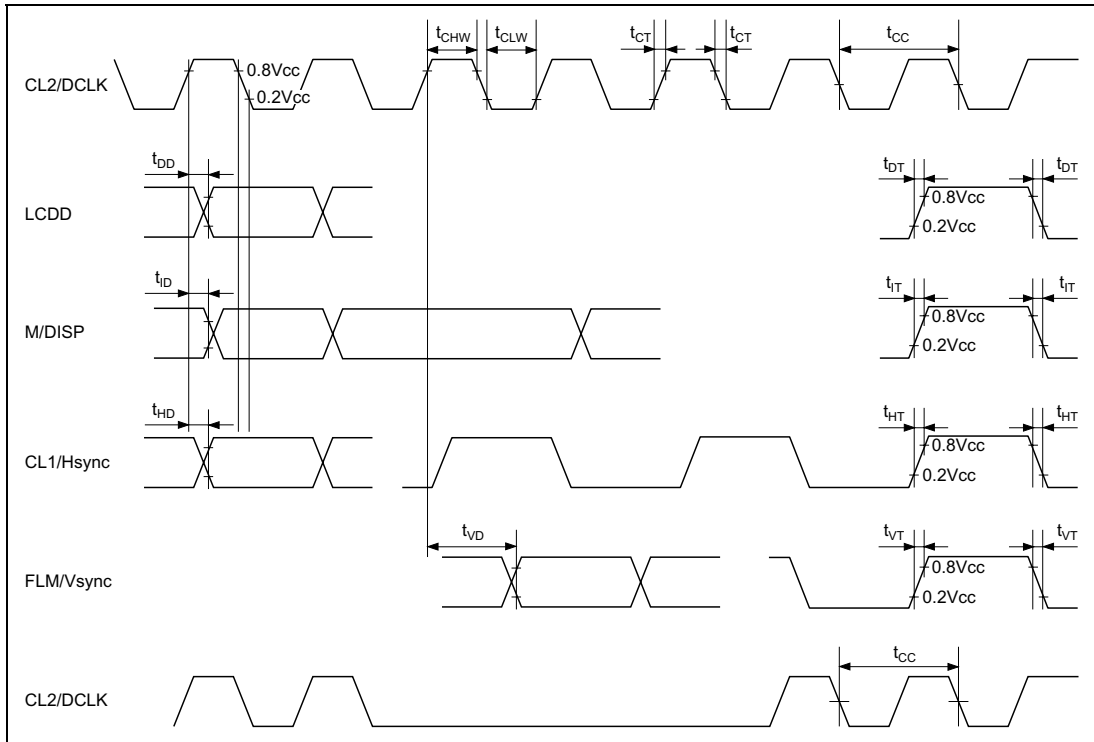 tCHW tCLW tCT tCT tCC
CL2/DCLK
0.8Vcc
0.2Vcc
tDD tDT tDT
LCDD
0.8Vcc
0.2Vcc
tID tIT tIT
M/DISP
0.8Vcc
0.2Vcc
tHD tHT tHT
CL1/Hsync
0.8Vcc
0.2Vcc
tVD tVT tVT
FLM/Vsync
0.8Vcc
0.2Vcc
tCC
CL2/DCLK